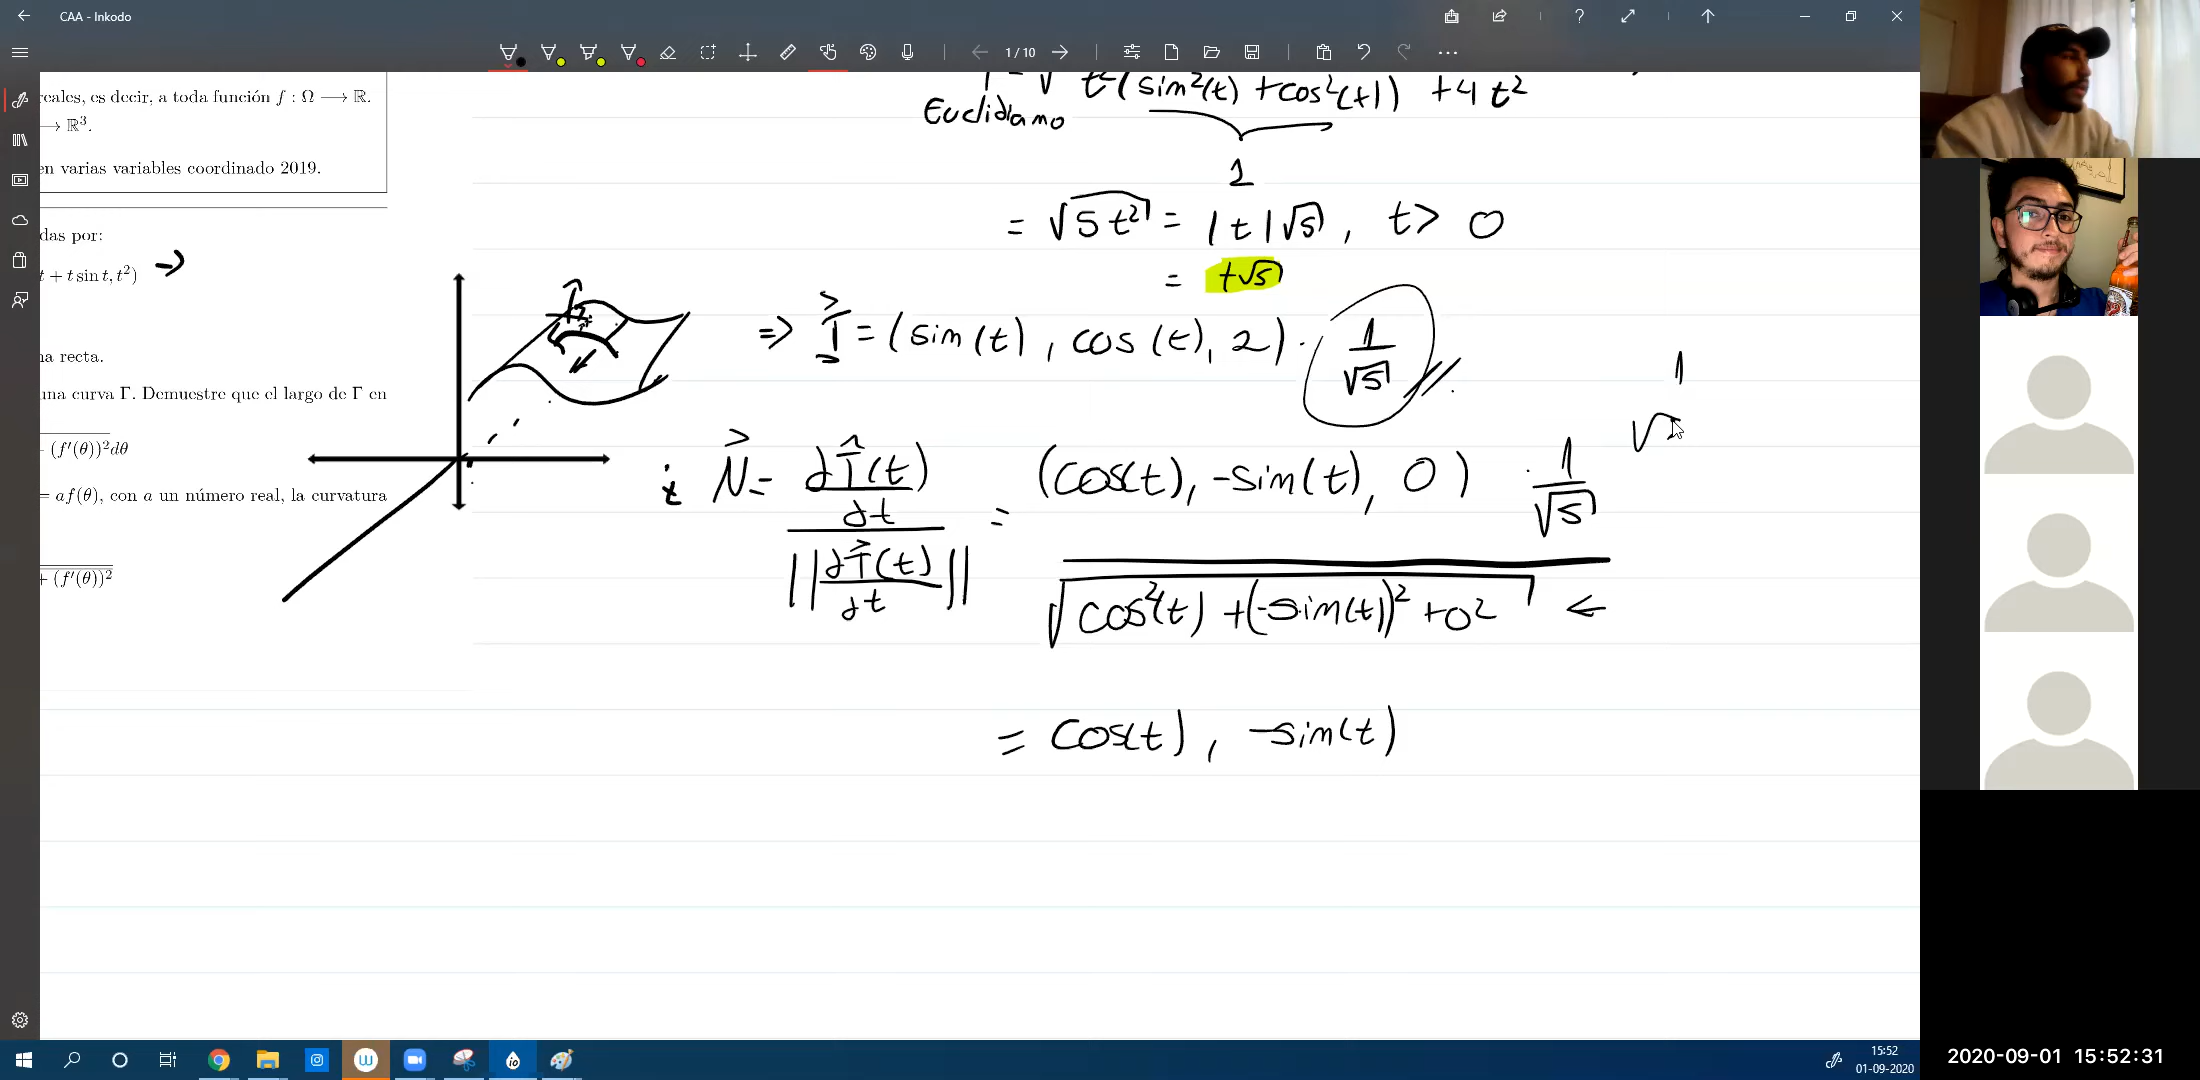 CAA - Inkodo
1 / 10
reales, es decir, a toda función f : Ω ⟶ ℝ.
⟶ ℝ³.
en varias variables coordinado 2019.
das por:
t + t sin t, t²) →
na recta.
una curva Γ. Demuestre que el largo de Γ en
(f′(θ))² dθ
= af(θ), con a un número real, la curvatura
+ (f′(θ))²
t²(sin²(t) + cos²(t)) + 4t²
Euclidiano
1
= √5t² = |t|√5, t > 0
= t√5
⇒ T = (sin(t), cos(t), 2) · 1/√5 //
1
√
N = (dT(t)/dt) / ||dT(t)/dt|| = (cos(t), -sin(t), 0) · 1/√5
√cos²(t) + (-sin(t))² + 0² ←
= cos(t), -sin(t)
15:52
01-09-2020
2020-09-01 15:52:31